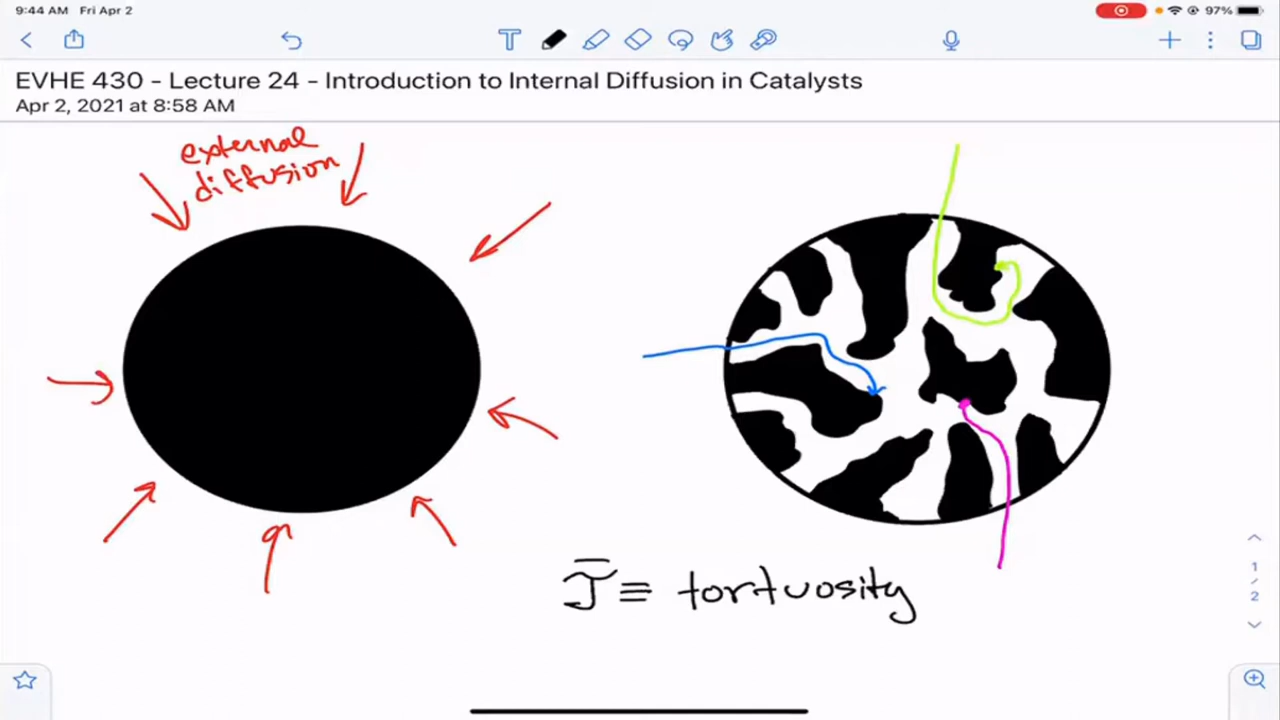 9:44 AM Fri Apr 2
97%
T
EVHE 430 - Lecture 24 - Introduction to Internal Diffusion in Catalysts
Apr 2, 2021 at 8:58 AM
external
diffusion
J̅ ≡ tortuosity
1
/
2